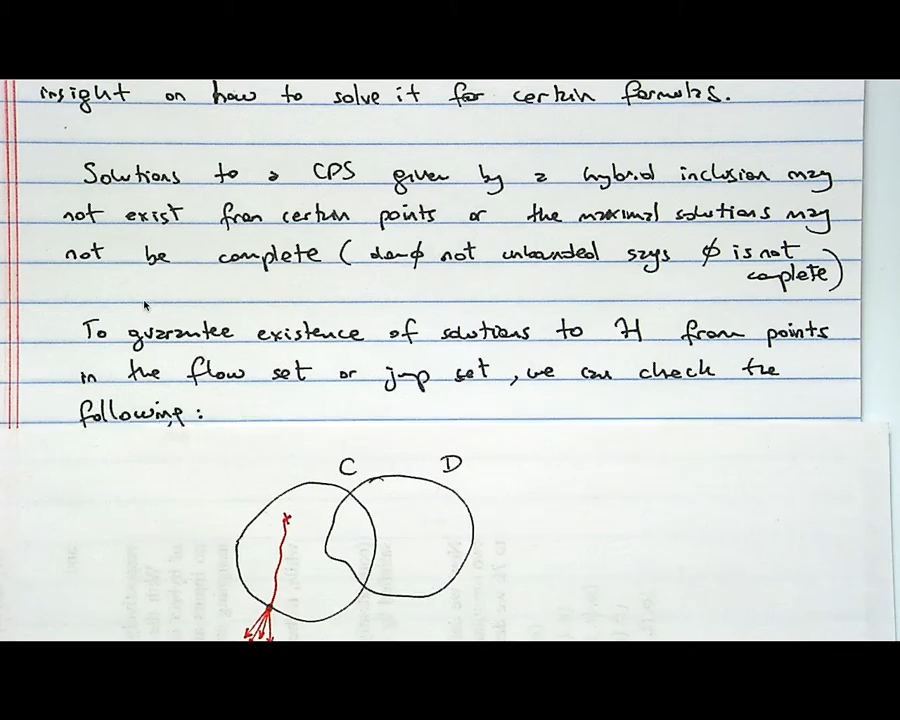 insight on how to solve it for certain formulas.
Solutions to a CPS given by a hybrid inclusion may
not exist from certain points or the maximal solutions may
not be complete ( dom ϕ not unbounded says ϕ is not
complete)
To guarantee existence of solutions to H from points
in the flow set or jump set, we can check the
following:
C D